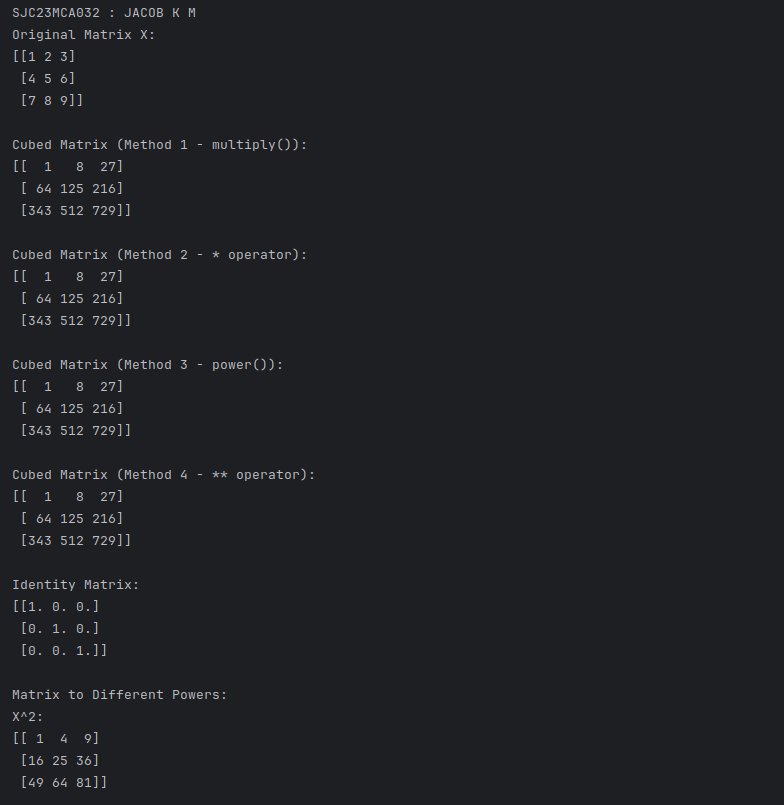 SJC23MCA032 : JACOB K M
Original Matrix X:
[[1 2 3]
 [4 5 6]
 [7 8 9]]

Cubed Matrix (Method 1 - multiply()):
[[  1   8  27]
 [ 64 125 216]
 [343 512 729]]

Cubed Matrix (Method 2 - * operator):
[[  1   8  27]
 [ 64 125 216]
 [343 512 729]]

Cubed Matrix (Method 3 - power()):
[[  1   8  27]
 [ 64 125 216]
 [343 512 729]]

Cubed Matrix (Method 4 - ** operator):
[[  1   8  27]
 [ 64 125 216]
 [343 512 729]]

Identity Matrix:
[[1. 0. 0.]
 [0. 1. 0.]
 [0. 0. 1.]]

Matrix to Different Powers:
X^2:
[[ 1  4  9]
 [16 25 36]
 [49 64 81]]